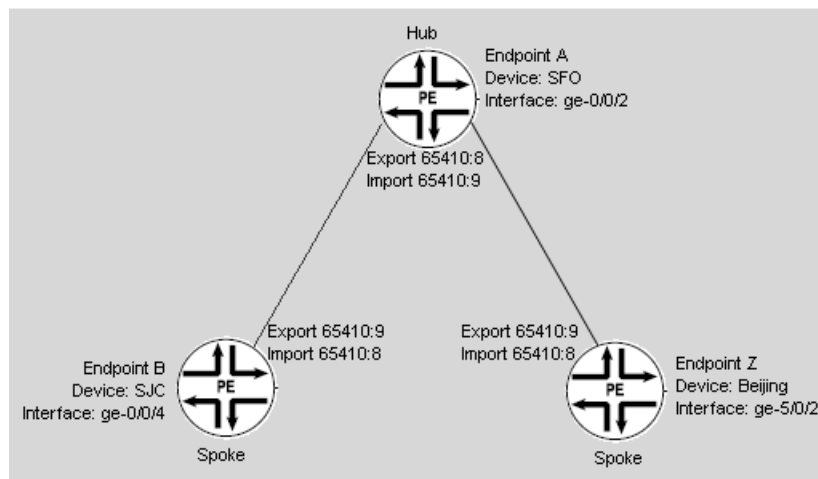 Hub
Endpoint A
Device: SFO
Interface: ge-0/0/2
PE
Export 65410:8
Import 65410:9
Export 65410:9
Import 65410:8
Endpoint B
Device: SJC
Interface: ge-0/0/4
PE
Spoke
Export 65410:9
Import 65410:8
Endpoint Z
Device: Beijing
Interface: ge-5/0/2
PE
Spoke